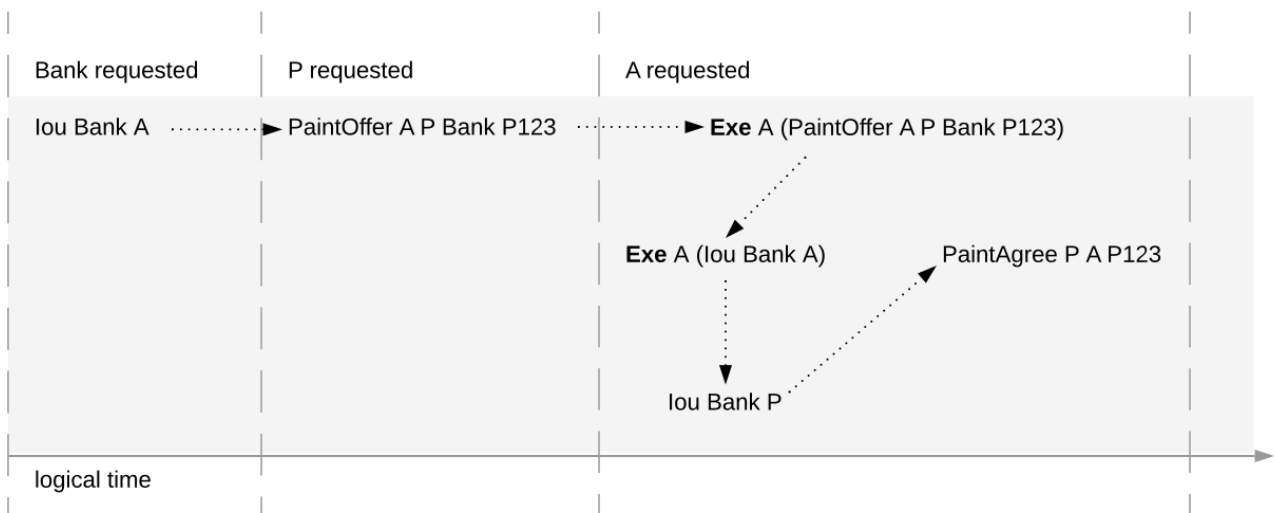 Bank requested
P requested
A requested
Iou Bank A
PaintOffer A P Bank P123
Exe A (PaintOffer A P Bank P123)
Exe A (Iou Bank A)
PaintAgree P A P123
Iou Bank P
logical time